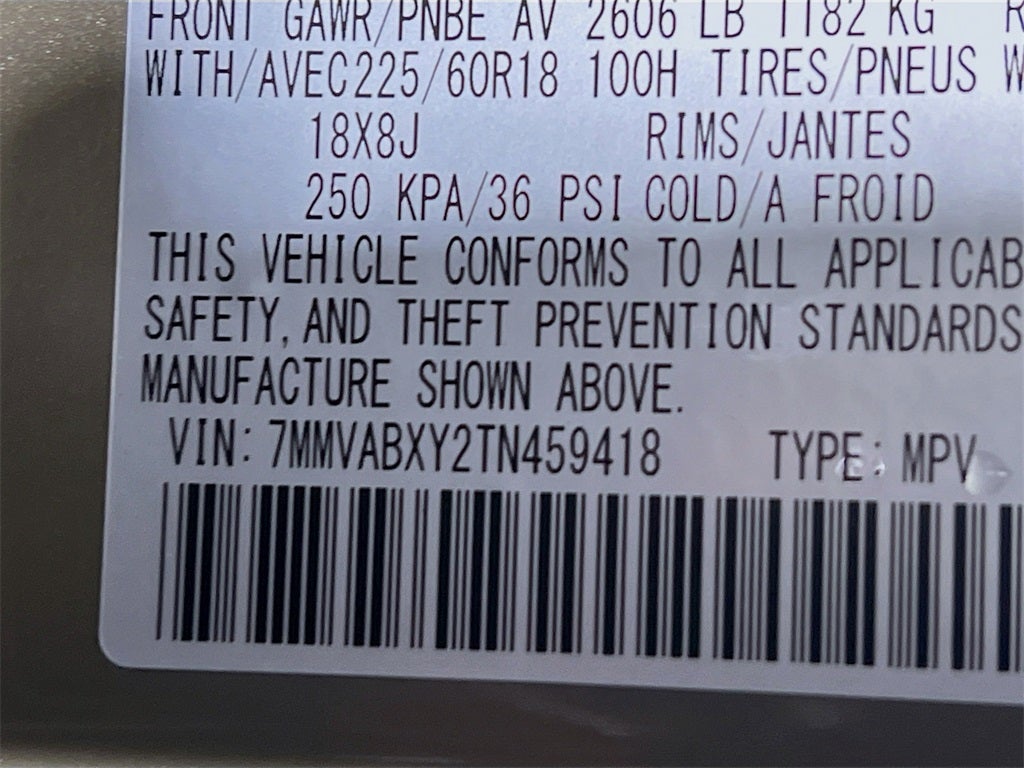 FRONT GAWR/PNBE AV 2606 LB 1182 KG
WITH/AVEC225/60R18 100H TIRES/PNEUS
18X8J RIMS/JANTES
250 KPA/36 PSI COLD/A FROID
THIS VEHICLE CONFORMS TO ALL APPLICAB
SAFETY, AND THEFT PREVENTION STANDARDS
MANUFACTURE SHOWN ABOVE.
VIN: 7MMVABXY2TN459418 TYPE: MPV